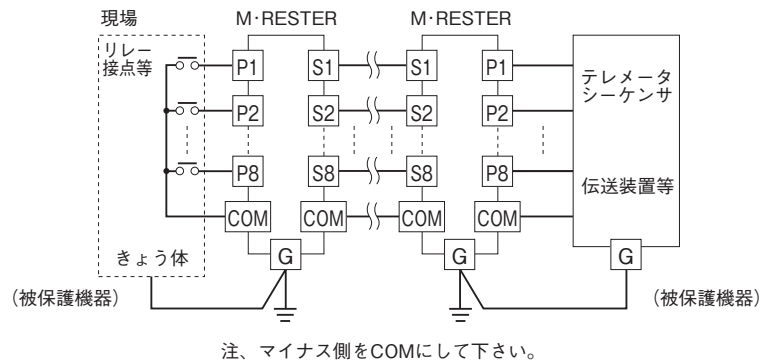 現場
M·RESTER
M·RESTER
リレー
接点等
P1
S1
S1
P1
P2
S2
S2
P2
P8
S8
S8
P8
COM
COM
COM
COM
テレメータ
シーケンサ
伝送装置等
きょう体
G
G
G
（被保護機器）
（被保護機器）
注、マイナス側をCOMにして下さい。